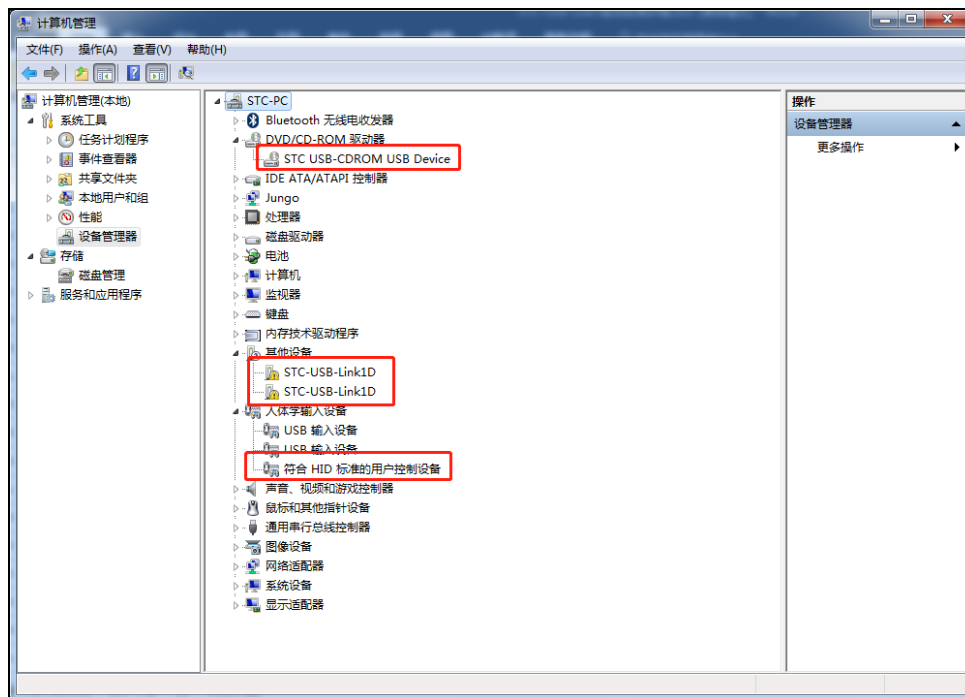 计算机管理
文件(F) 操作(A) 查看(V) 帮助(H)
计算机管理(本地)
系统工具
任务计划程序
事件查看器
共享文件夹
本地用户和组
性能
设备管理器
存储
磁盘管理
服务和应用程序
STC-PC
Bluetooth 无线电收发器
DVD/CD-ROM 驱动器
STC USB-CDROM USB Device
IDE ATA/ATAPI 控制器
Jungo
处理器
磁盘驱动器
电池
计算机
监视器
键盘
内存技术驱动程序
其他设备
STC-USB-Link1D
STC-USB-Link1D
人体学输入设备
USB 输入设备
USB 输入设备
符合 HID 标准的用户控制设备
声音、视频和游戏控制器
鼠标和其他指针设备
通用串行总线控制器
图像设备
网络适配器
系统设备
显示适配器
操作
设备管理器
更多操作